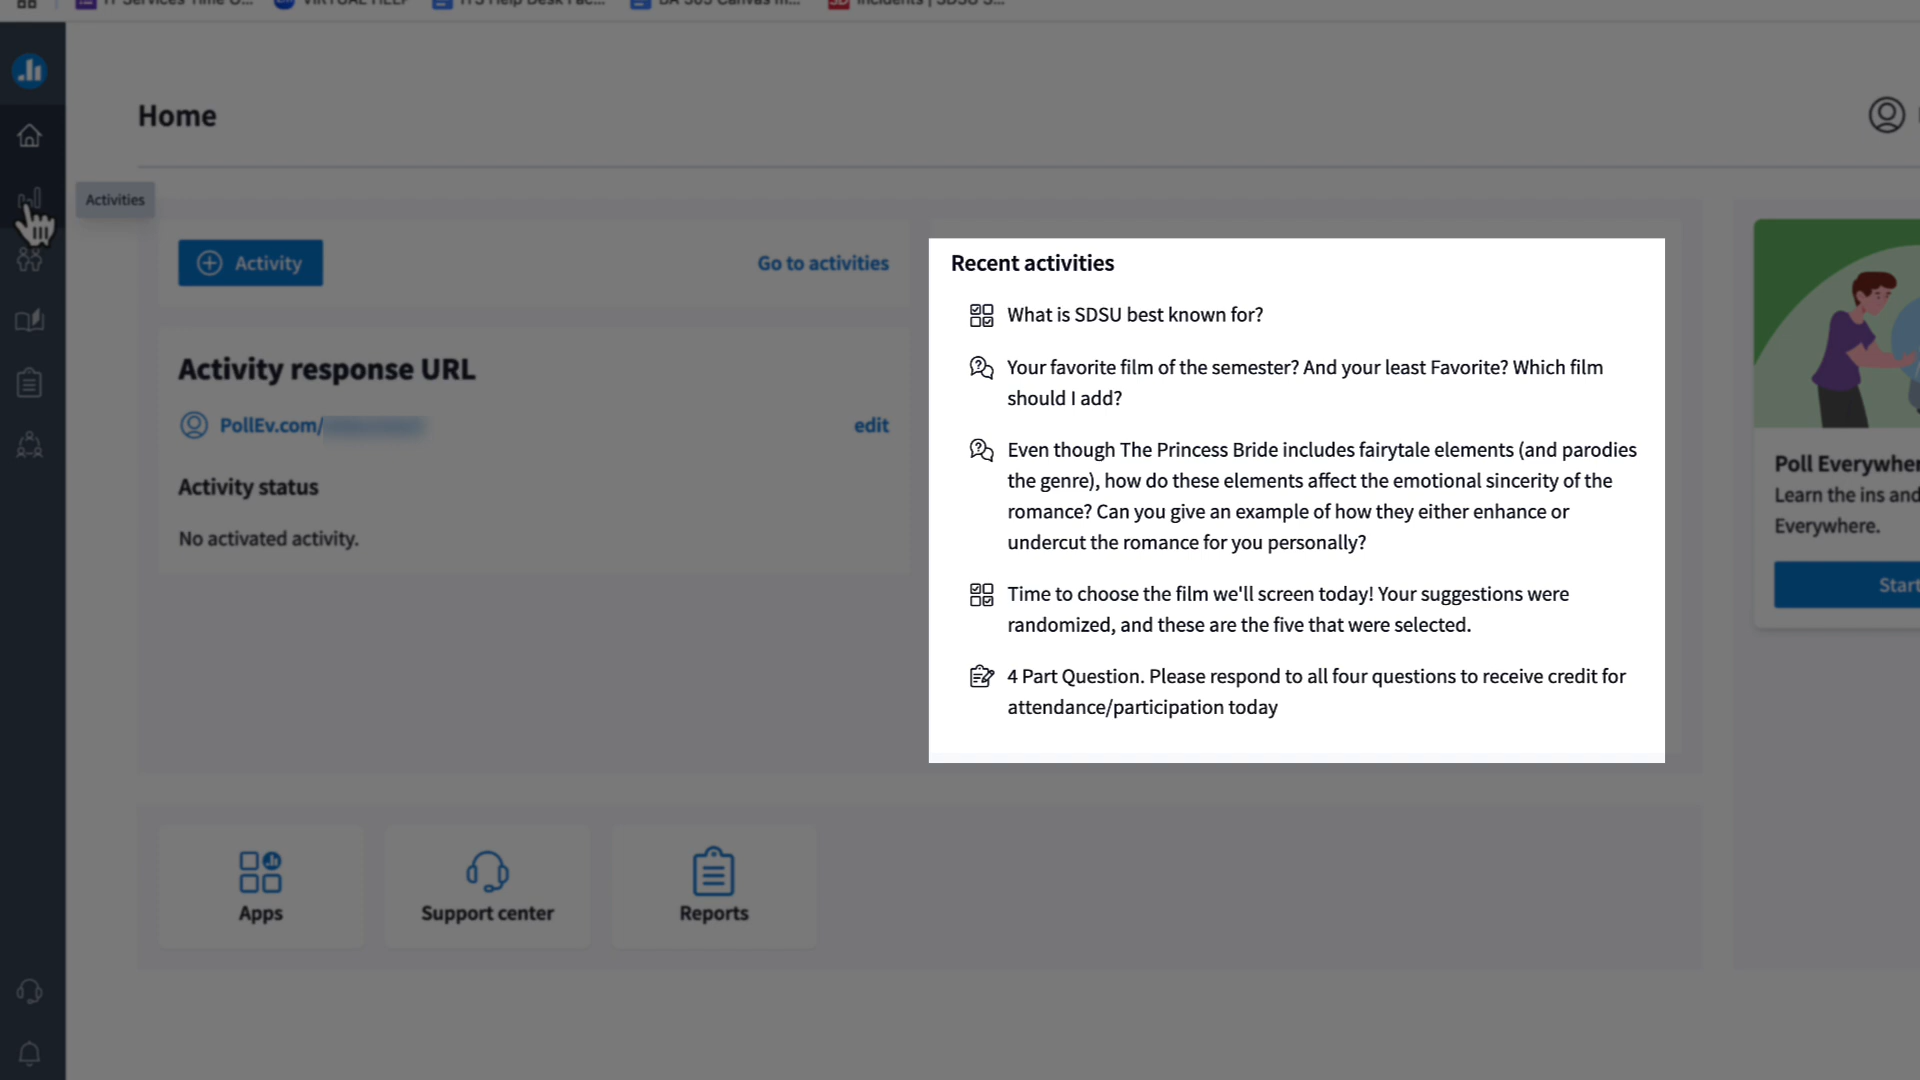 Home
Activities
Activity
Go to activities
Activity response URL
PollEv.com/
edit
Activity status
No activated activity.
Recent activities
What is SDSU best known for?
Your favorite film of the semester? And your least Favorite? Which film
should I add?
Even though The Princess Bride includes fairytale elements (and parodies
the genre), how do these elements affect the emotional sincerity of the
romance? Can you give an example of how they either enhance or
undercut the romance for you personally?
Time to choose the film we'll screen today! Your suggestions were
randomized, and these are the five that were selected.
4 Part Question. Please respond to all four questions to receive credit for
attendance/participation today
Poll Everywher
Learn the ins and
Everywhere.
Start
Apps
Support center
Reports